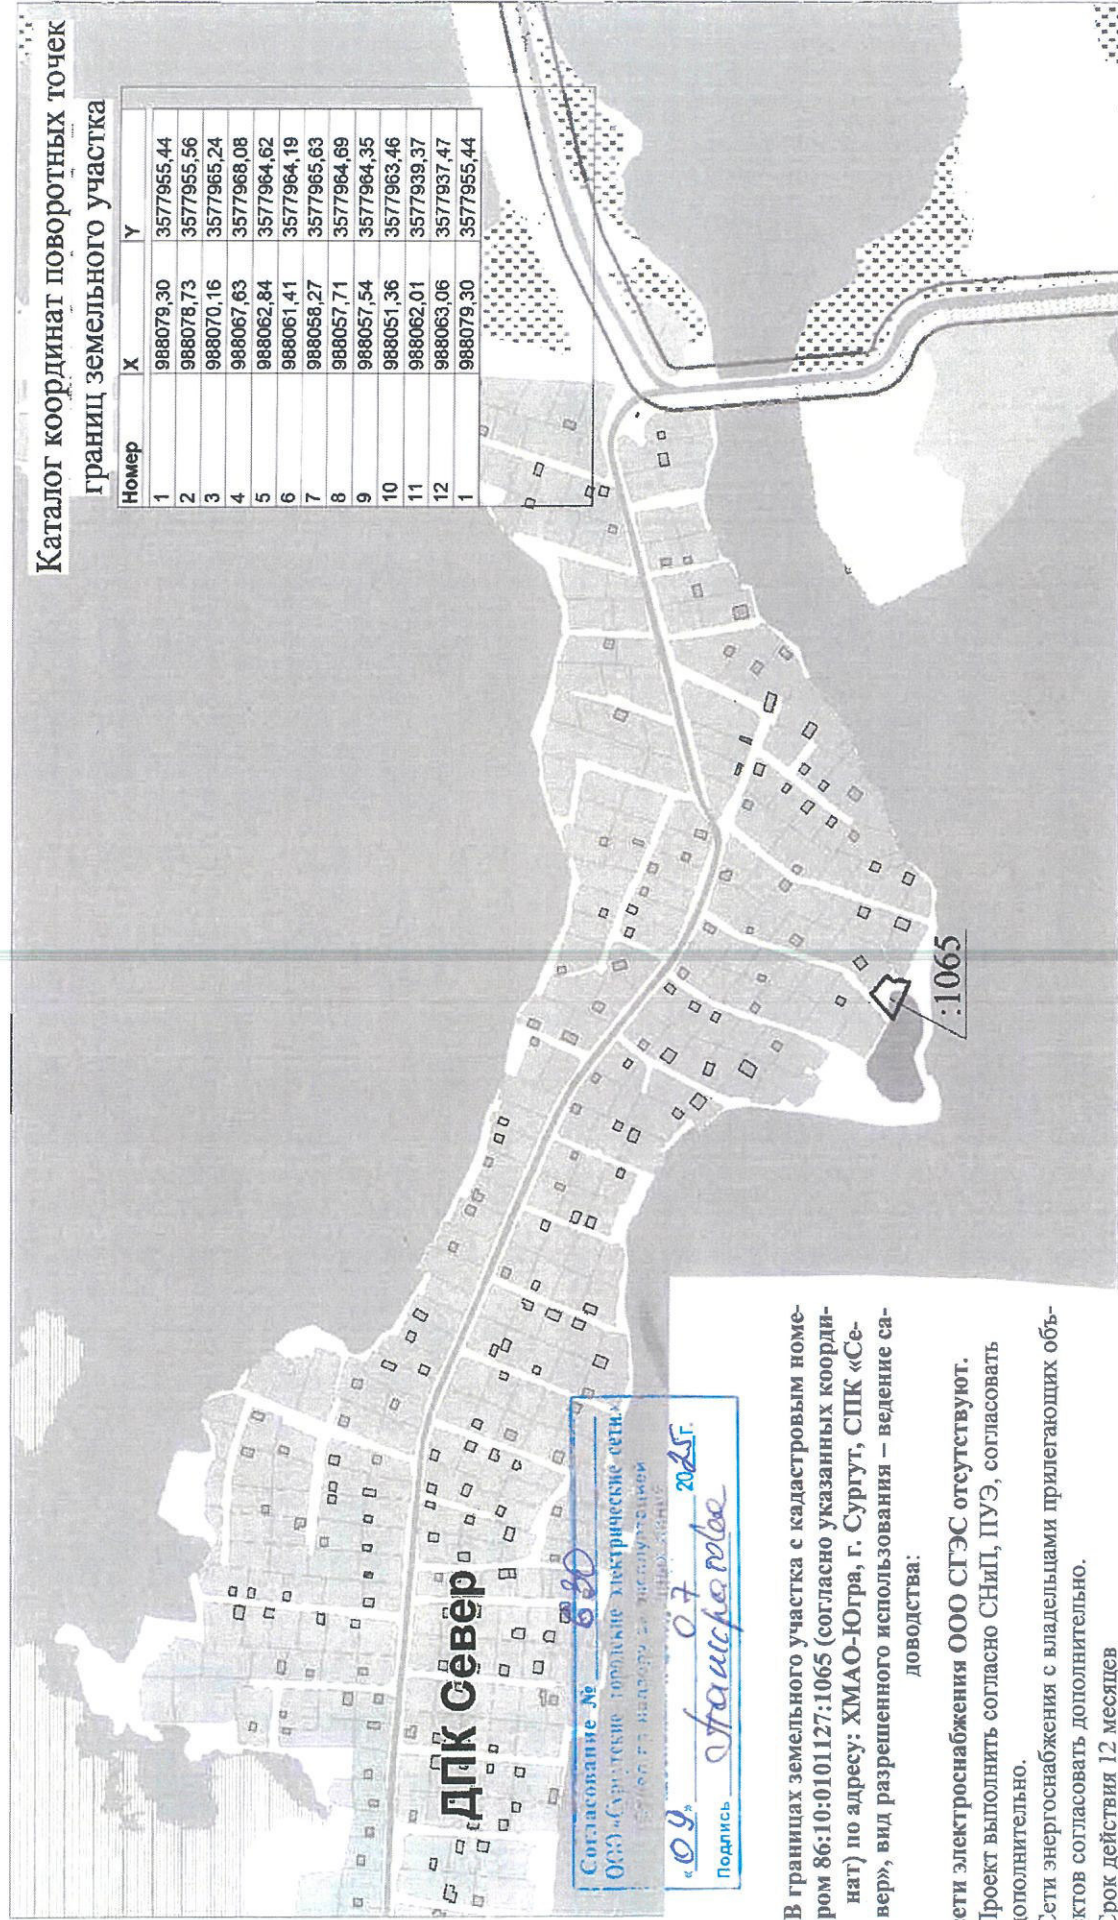 Каталог координат поворотных точек
границ земельного участка
Номер X Y
1 988079,30 3577955,44
2 988078,73 3577955,56
3 988070,16 3577965,24
4 988067,63 3577968,08
5 988062,84 3577964,62
6 988061,41 3577964,19
7 988058,27 3577965,63
8 988057,71 3577964,69
9 988057,54 3577964,35
10 988051,36 3577963,46
11 988062,01 3577939,37
12 988063,06 3577937,47
1 988079,30 3577955,44
ДПК Север
:1065
Согласование № 630
ООО «Сургутские городские электрические сети»
«09» 07 2025г.
Подпись
В границах земельного участка с кадастровым номе-
ром 86:10:0101127:1065 (согласно указанных коорди-
нат) по адресу: ХМАО-Югра, г. Сургут, СПК «Се-
вер», вид разрешенного использования – ведение са-
доводства:
ети электроснабжения ООО СГЭС отсутствуют.
Проект выполнить согласно СНиП, ПУЭ, согласовать
дополнительно.
Сети энергоснабжения с владельцами прилегающих объ-
ктов согласовать дополнительно.
Срок действия 12 месяцев